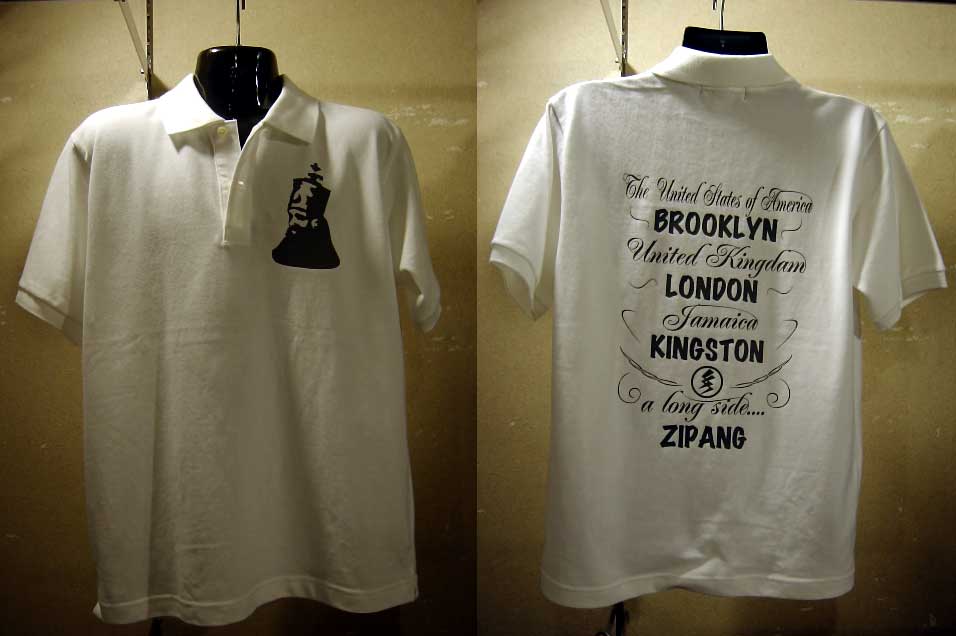 The United States of America
BROOKLYN
United Kingdam
LONDON
Jamaica
KINGSTON
a long side....
ZIPANG